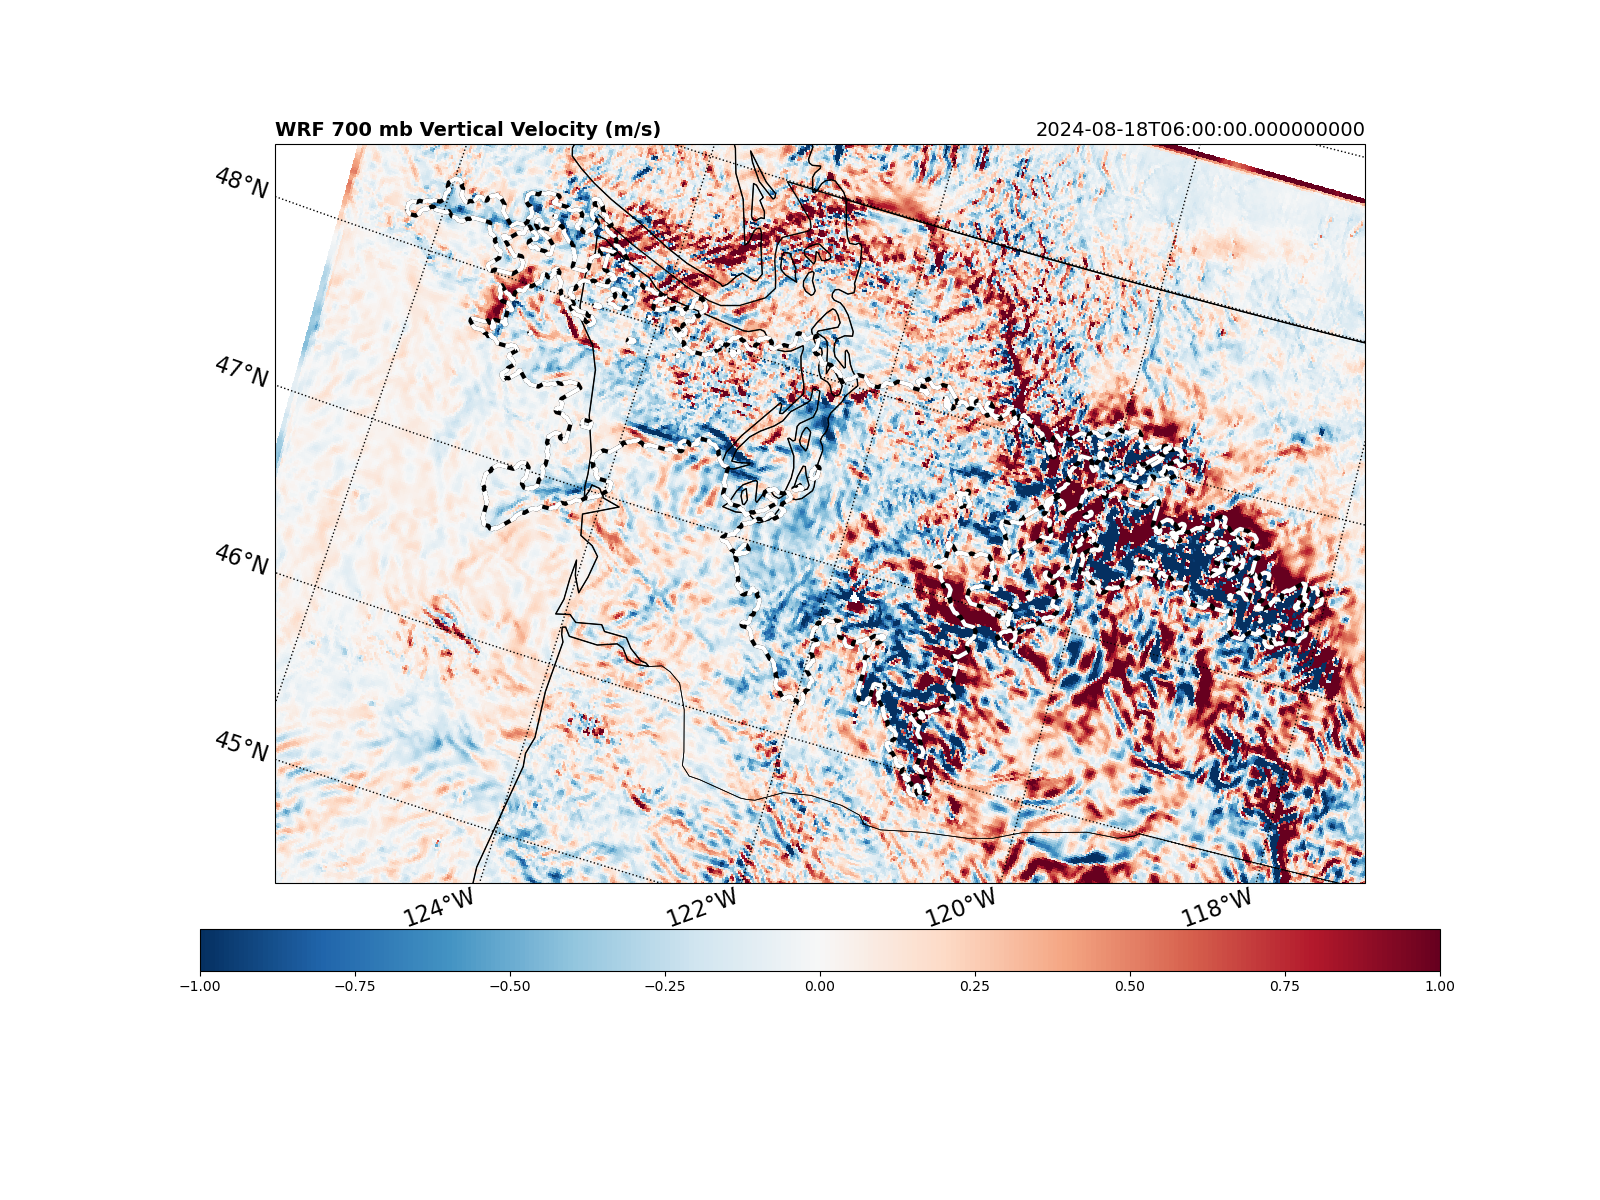 WRF 700 mb Vertical Velocity (m/s)
2024-08-18T06:00:00.000000000
48°N
47°N
46°N
45°N
124°W
122°W
120°W
118°W
−1.00
−0.75
−0.50
−0.25
0.00
0.25
0.50
0.75
1.00